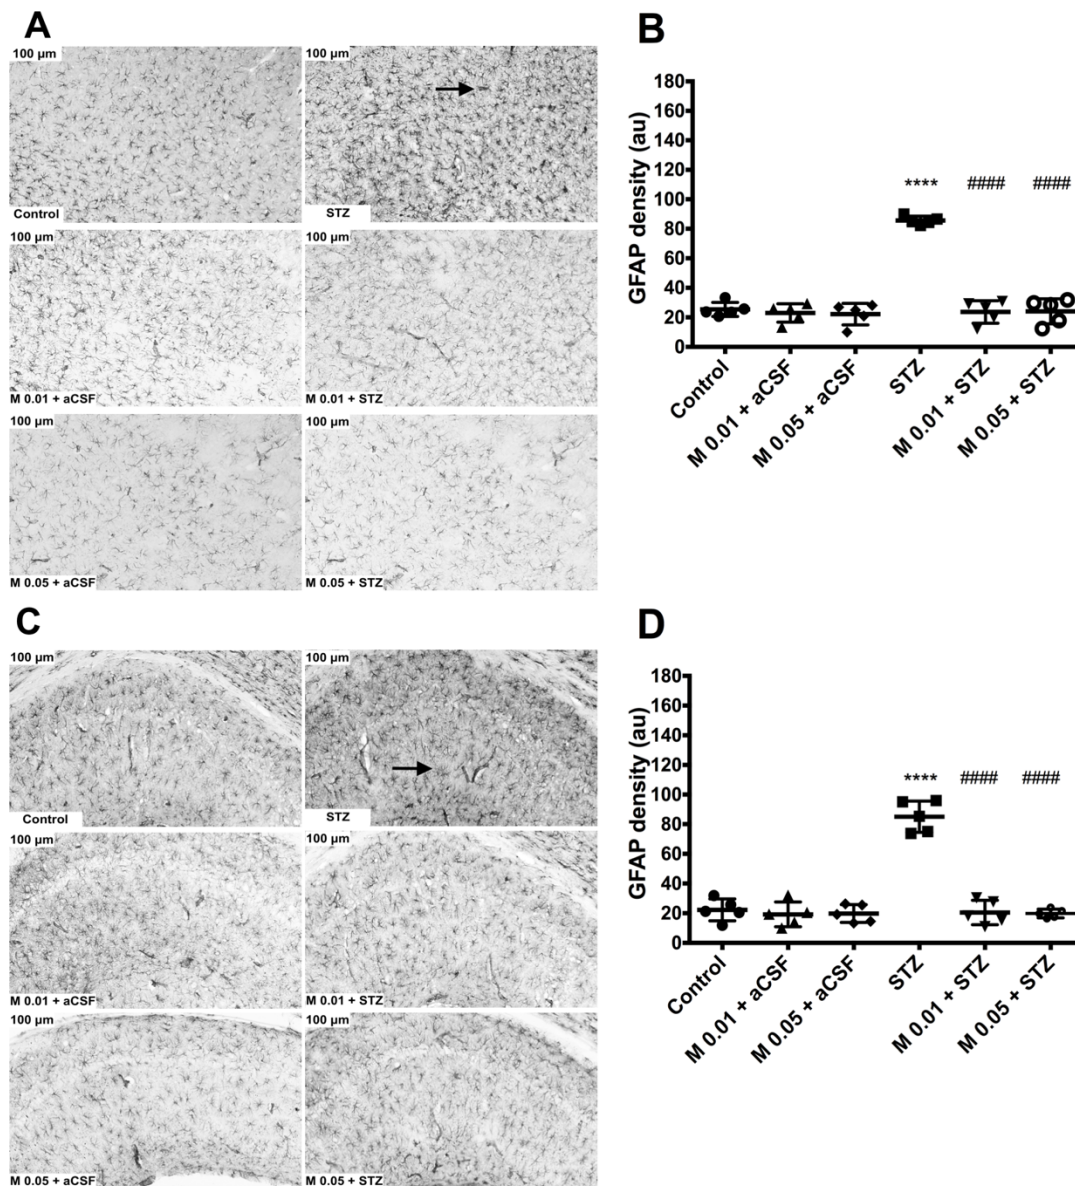 A
100 µm
100 µm
Control
STZ
100 µm
100 µm
M 0.01 + aCSF
M 0.01 + STZ
100 µm
100 µm
M 0.05 + aCSF
M 0.05 + STZ
B
GFAP density (au)
180
160
140
120
100
80
60
40
20
0
****
####
####
Control
M 0.01 + aCSF
M 0.05 + aCSF
STZ
M 0.01 + STZ
M 0.05 + STZ
C
100 µm
100 µm
Control
STZ
100 µm
100 µm
M 0.01 + aCSF
M 0.01 + STZ
100 µm
100 µm
M 0.05 + aCSF
M 0.05 + STZ
D
GFAP density (au)
180
160
140
120
100
80
60
40
20
0
****
####
####
Control
M 0.01 + aCSF
M 0.05 + aCSF
STZ
M 0.01 + STZ
M 0.05 + STZ